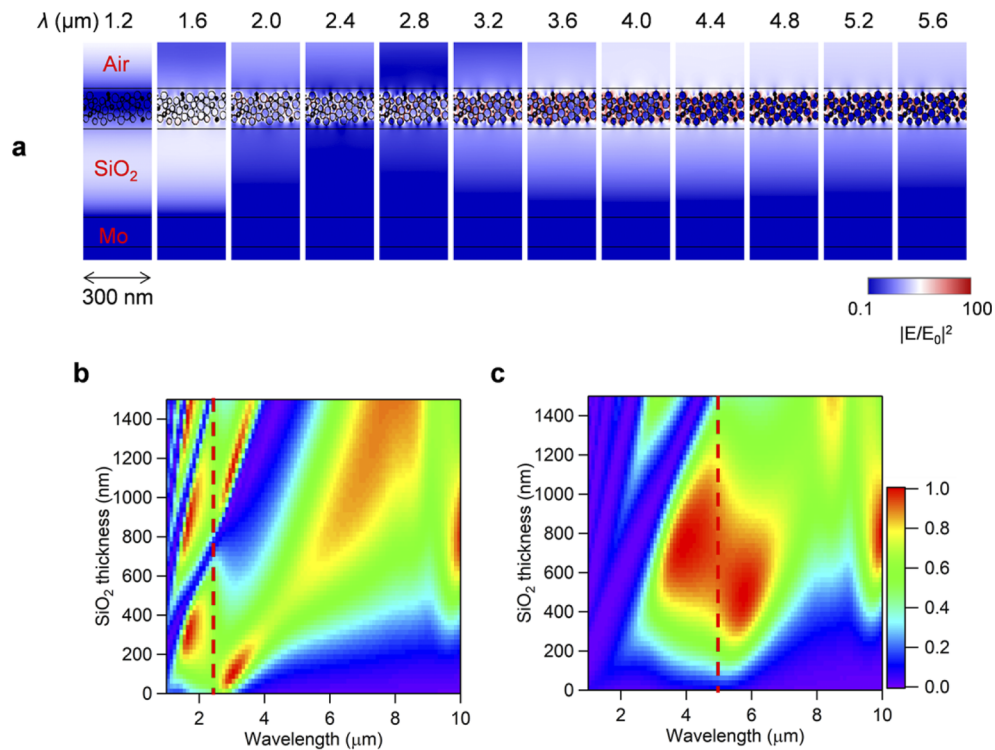 λ (μm) 1.2 1.6 2.0 2.4 2.8 3.2 3.6 4.0 4.4 4.8 5.2 5.6
Air
a
SiO2
Mo
300 nm
0.1 100
|E/E0|²
b
1400
1200
1000
800
600
400
200
0
SiO2 thickness (nm)
2 4 6 8 10
Wavelength (μm)
c
1400
1200
1000
800
600
400
200
0
SiO2 thickness (nm)
2 4 6 8 10
Wavelength (μm)
1.0
0.8
0.6
0.4
0.2
0.0